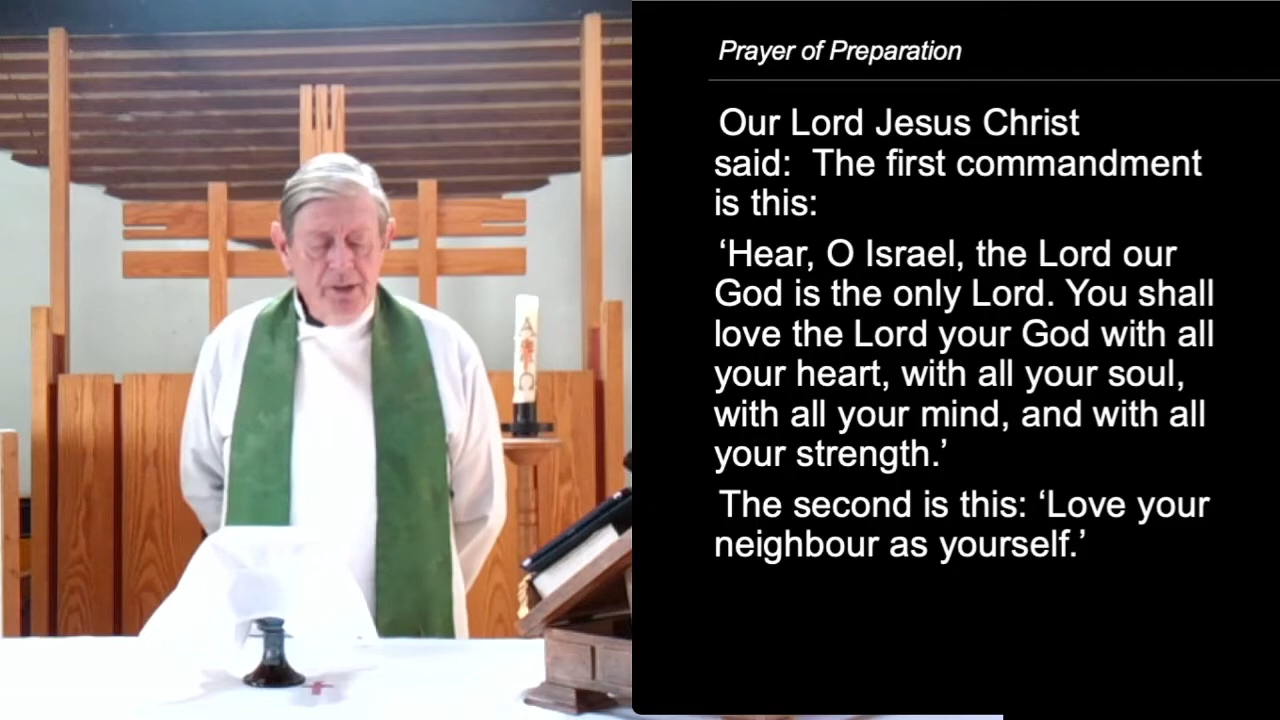 Prayer of Preparation
Our Lord Jesus Christ
said:  The first commandment
is this:
‘Hear, O Israel, the Lord our
God is the only Lord. You shall
love the Lord your God with all
your heart, with all your soul,
with all your mind, and with all
your strength.’
The second is this: ‘Love your
neighbour as yourself.’
Α
Ω